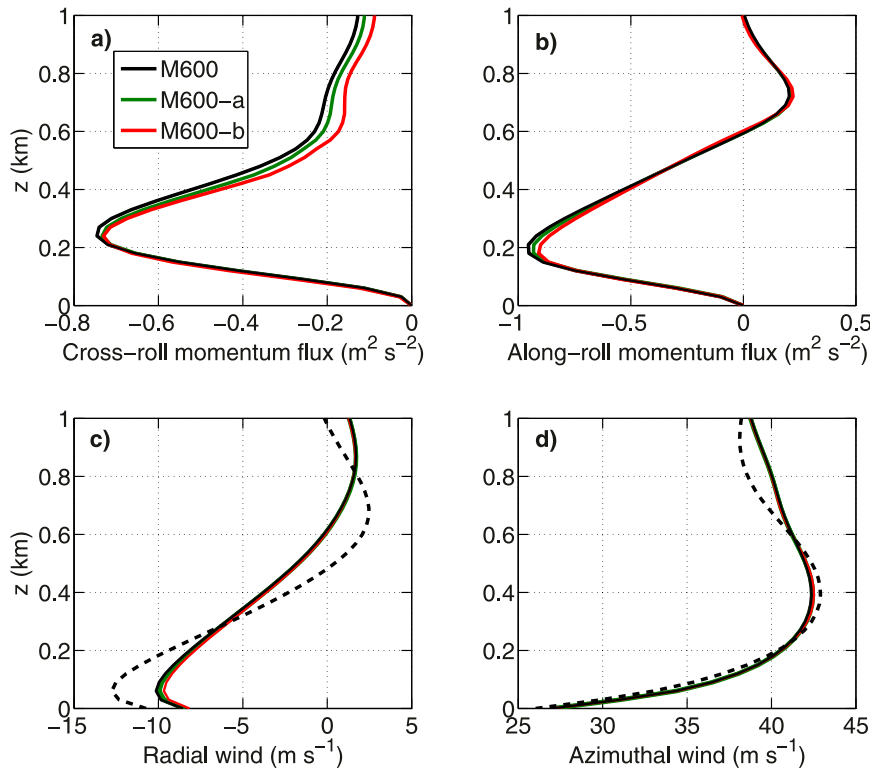 a)
M600
M600-a
M600-b
1
0.8
0.6
0.4
0.2
0
z (km)
−0.8 −0.6 −0.4 −0.2 0
Cross−roll momentum flux (m² s⁻²)
b)
1
0.8
0.6
0.4
0.2
0
−1 −0.5 0 0.5
Along−roll momentum flux (m² s⁻²)
c)
1
0.8
0.6
0.4
0.2
0
z (km)
−15 −10 −5 0 5
Radial wind (m s⁻¹)
d)
1
0.8
0.6
0.4
0.2
0
25 30 35 40 45
Azimuthal wind (m s⁻¹)